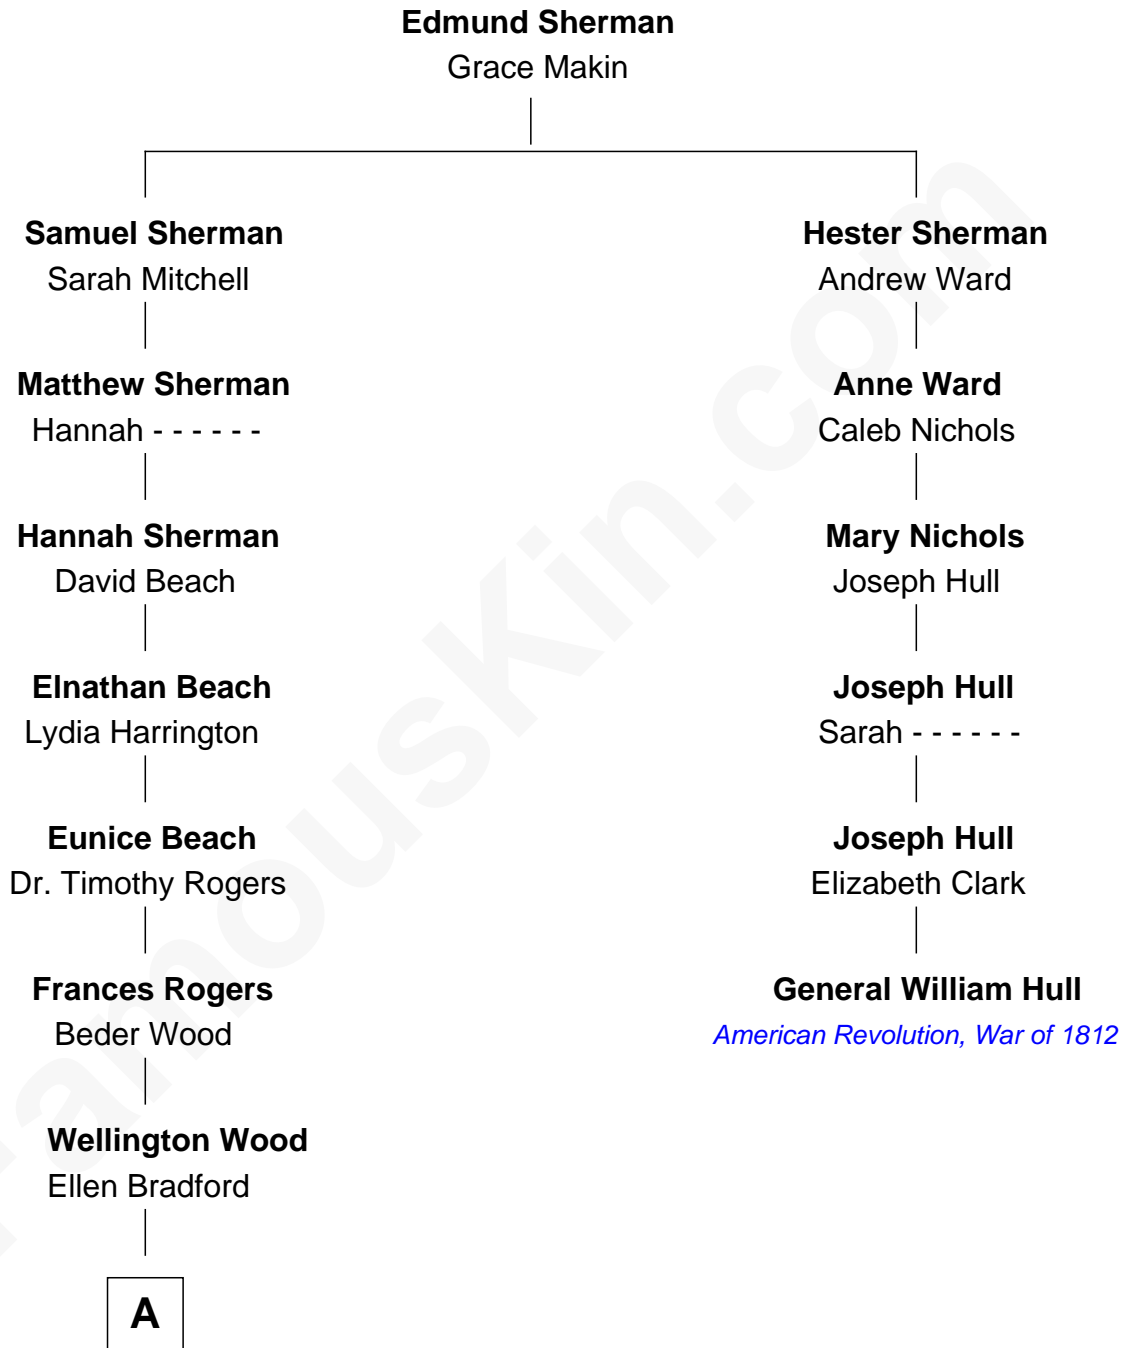 Edmund Sherman
Grace Makin
Samuel Sherman
Sarah Mitchell
Matthew Sherman
Hannah - - - - - -
Hannah Sherman
David Beach
Elnathan Beach
Lydia Harrington
Eunice Beach
Dr. Timothy Rogers
Frances Rogers
Beder Wood
Wellington Wood
Ellen Bradford
A
Hester Sherman
Andrew Ward
Anne Ward
Caleb Nichols
Mary Nichols
Joseph Hull
Joseph Hull
Sarah - - - - - -
Joseph Hull
Elizabeth Clark
General William Hull
American Revolution, War of 1812
FamousKin.com